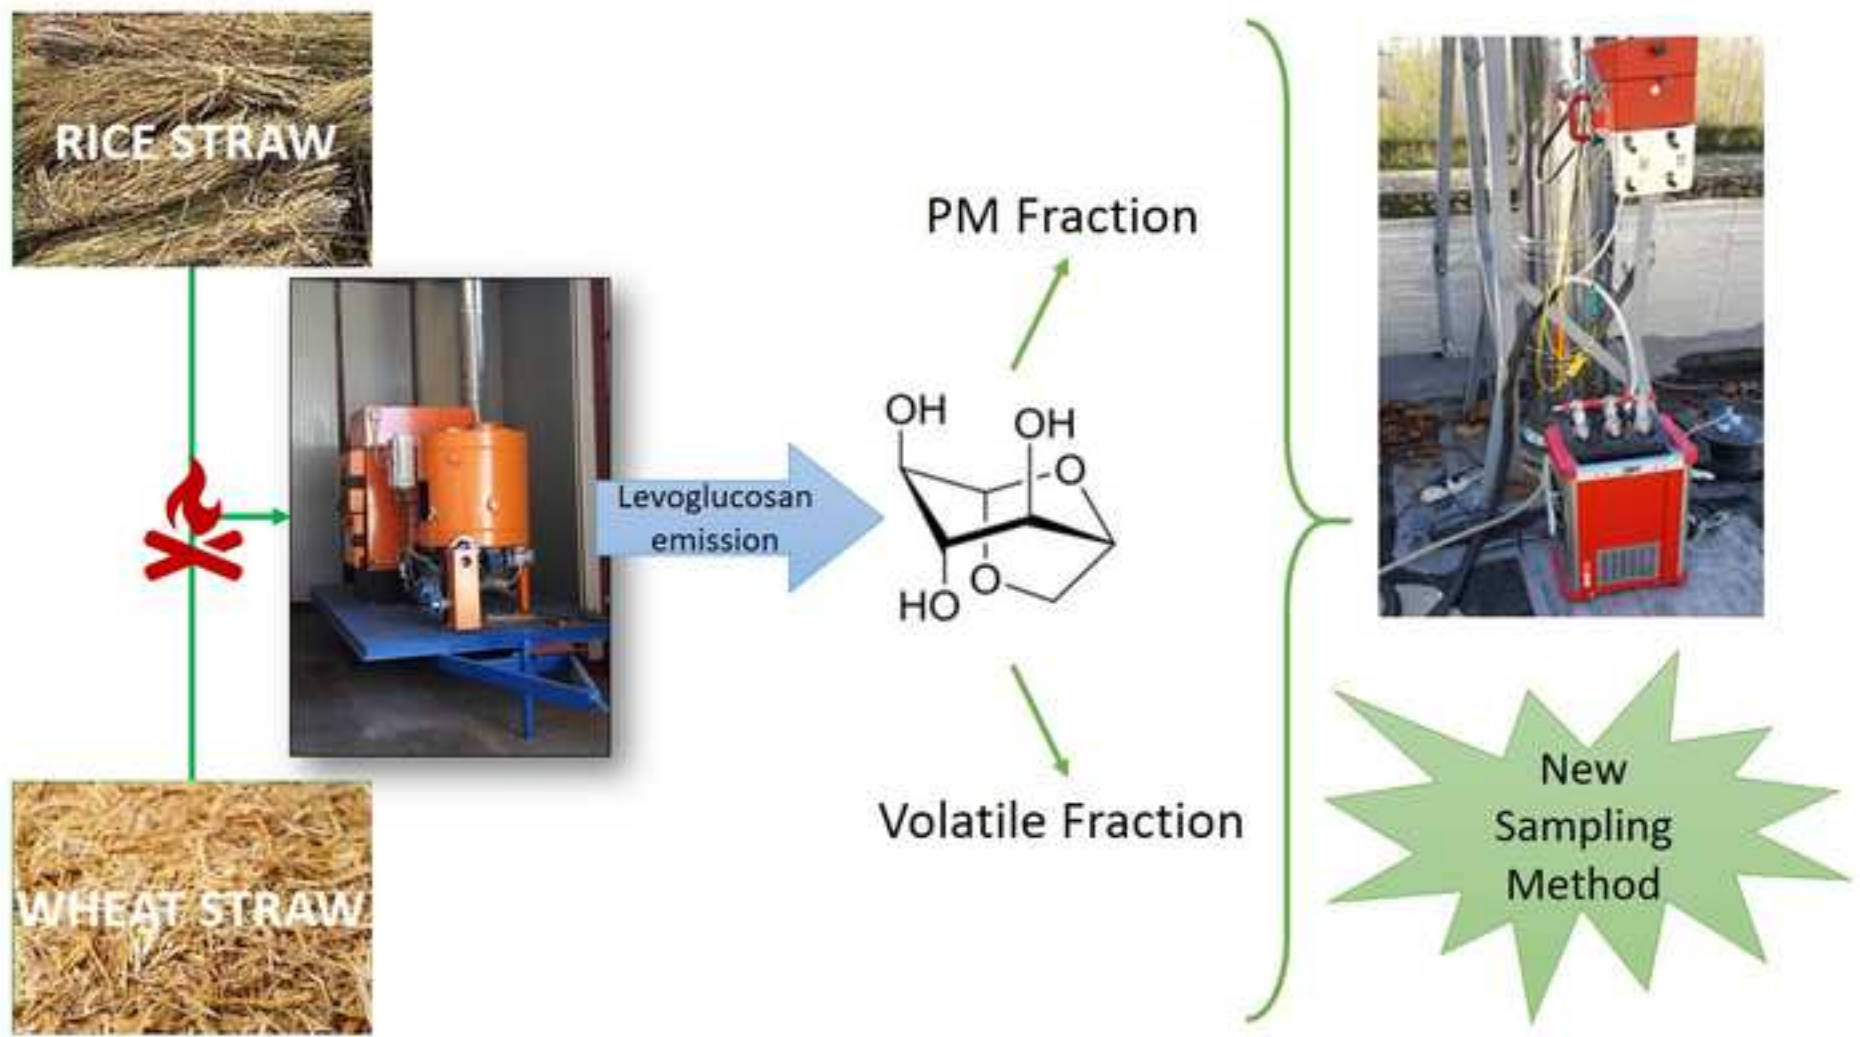 RICE STRAW
WHEAT STRAW
Levoglucosan
emission
PM Fraction
OH
OH
O
O
HO
Volatile Fraction
New
Sampling
Method